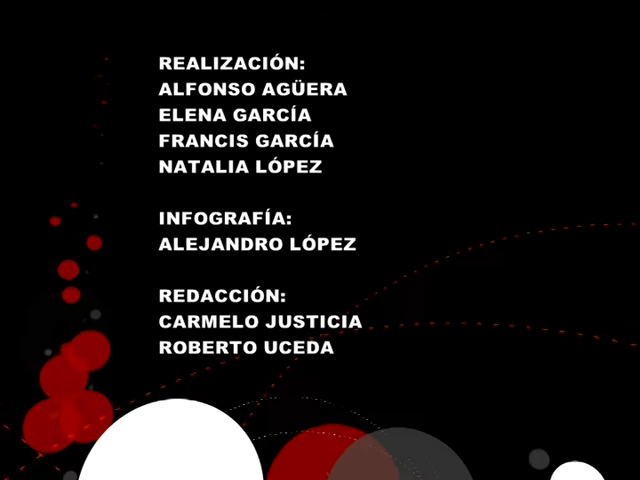 REALIZACIÓN:
ALFONSO AGÜERA
ELENA GARCÍA
FRANCIS GARCÍA
NATALIA LÓPEZ
INFOGRAFÍA:
ALEJANDRO LÓPEZ
REDACCIÓN:
CARMELO JUSTICIA
ROBERTO UCEDA